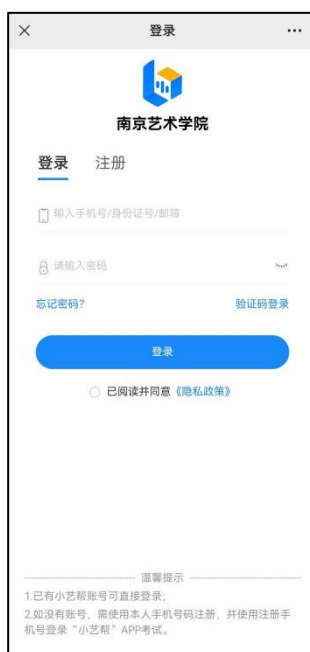 登录
南京艺术学院
登录 注册
输入手机号/身份证号/邮箱
请输入密码
忘记密码? 验证码登录
登录
已阅读并同意《隐私政策》
温馨提示
1.已有小艺帮账号可直接登录;
2.如没有账号，需使用本人手机号码注册，并使用注册手
机号登录“小艺帮”APP考试。